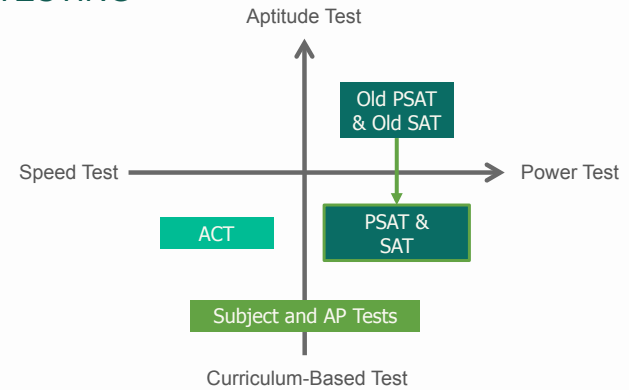 Aptitude Test
Old PSAT
& Old SAT
Speed Test
Power Test
ACT
PSAT &
SAT
Subject and AP Tests
Curriculum-Based Test